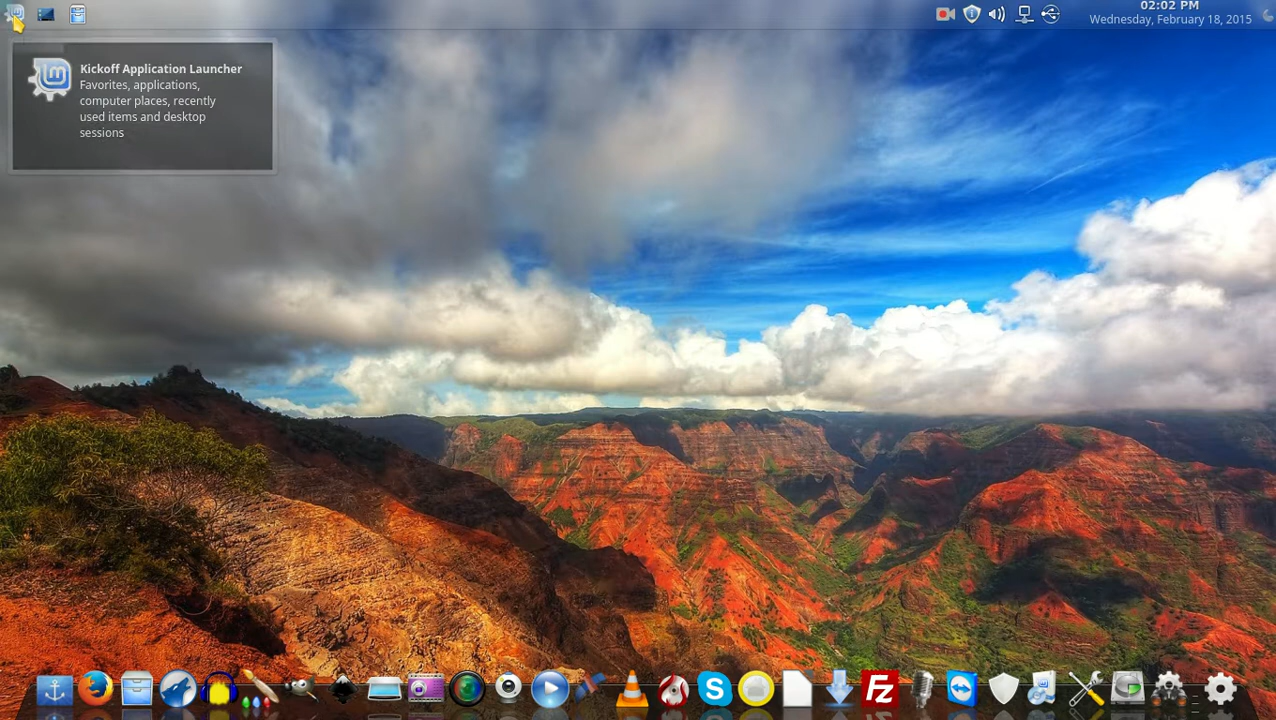 02:02 PM
Wednesday, February 18, 2015
Kickoff Application Launcher
Favorites, applications,
computer places, recently
used items and desktop
sessions